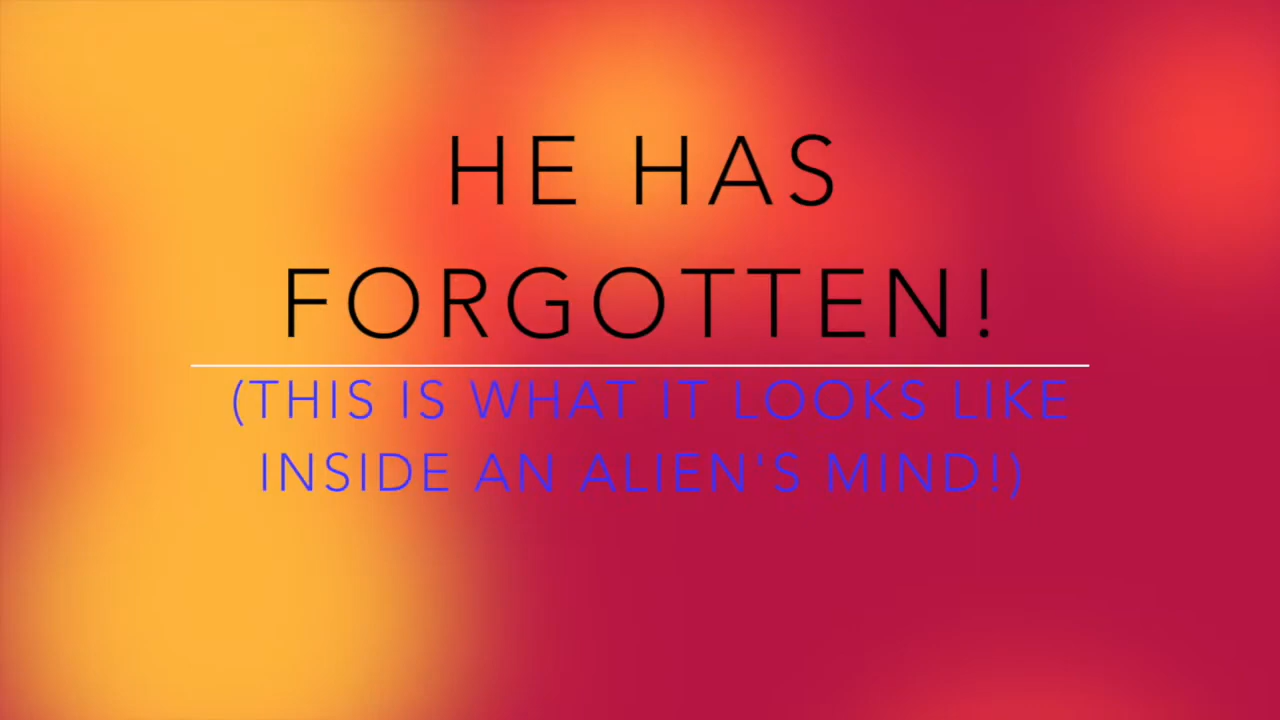 HE HAS
FORGOTTEN!
(THIS IS WHAT IT LOOKS LIKE
INSIDE AN ALIEN'S MIND!)